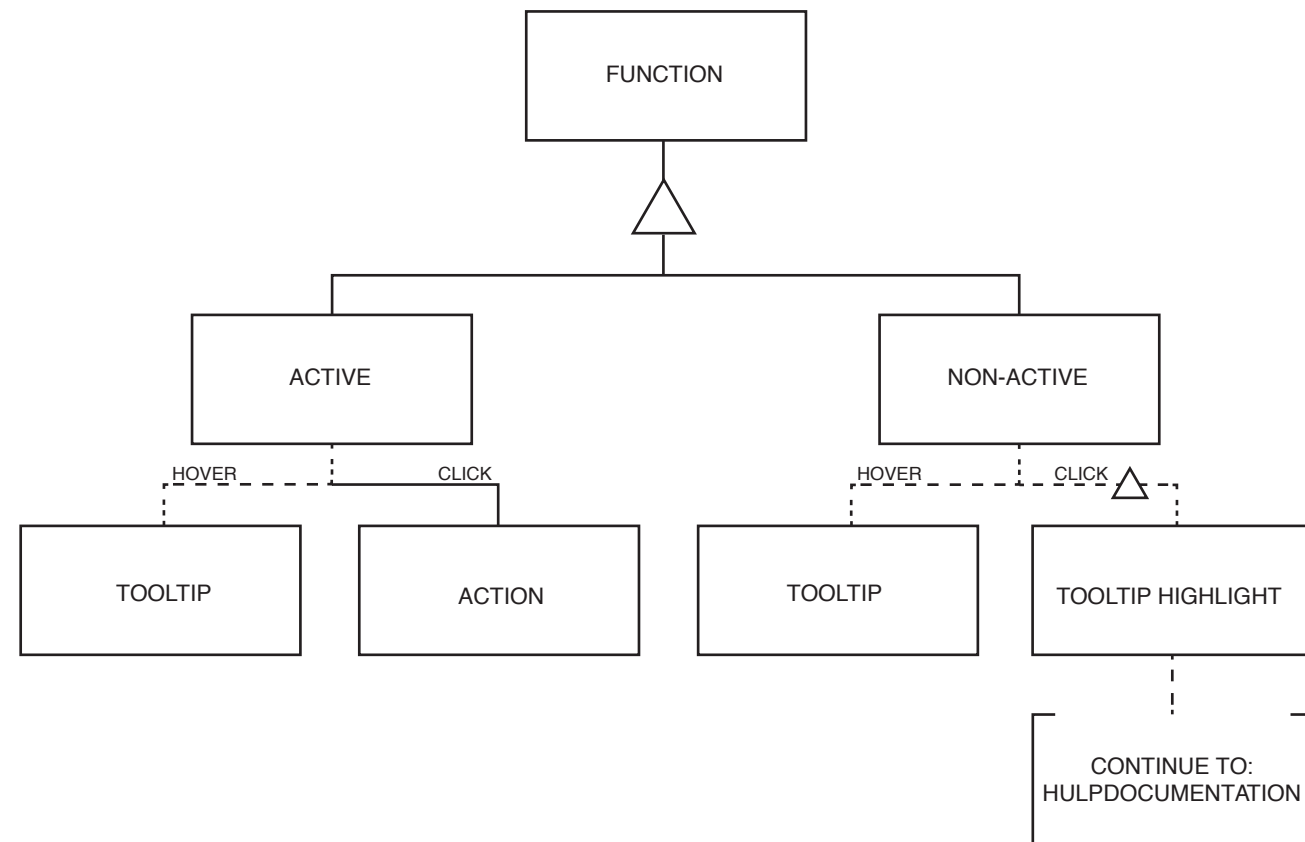 FUNCTION
ACTIVE
NON-ACTIVE
HOVER
CLICK
HOVER
CLICK
TOOLTIP
ACTION
TOOLTIP
TOOLTIP HIGHLIGHT
CONTINUE TO:
HULPDOCUMENTATION